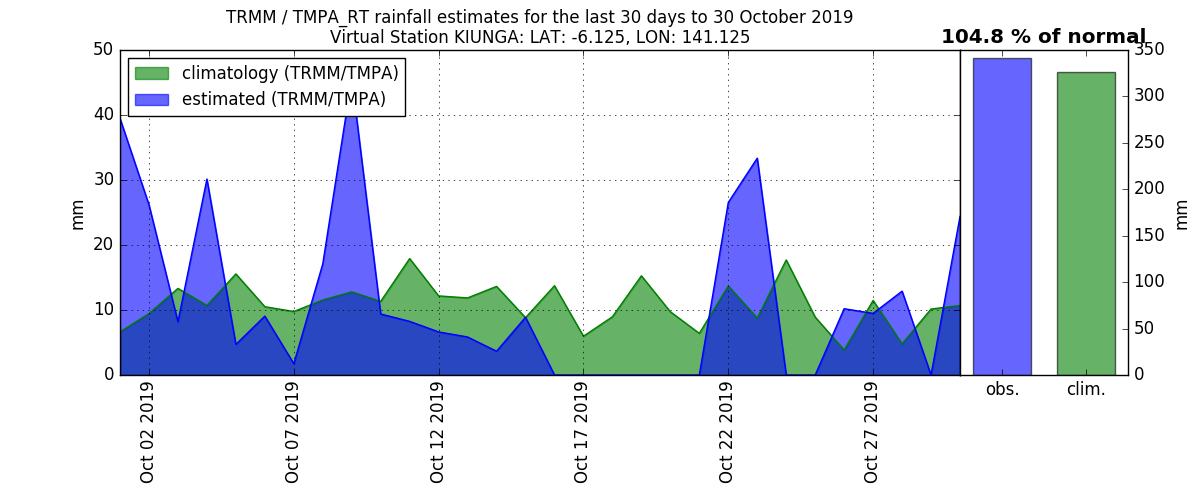 TRMM / TMPA_RT rainfall estimates for the last 30 days to 30 October 2019
Virtual Station KIUNGA: LAT: -6.125, LON: 141.125
104.8 % of normal
climatology (TRMM/TMPA)
estimated (TRMM/TMPA)
50
40
30
20
10
0
mm
Oct 02 2019
Oct 07 2019
Oct 12 2019
Oct 17 2019
Oct 22 2019
Oct 27 2019
obs.
clim.
350
300
250
200
150
100
50
0
mm